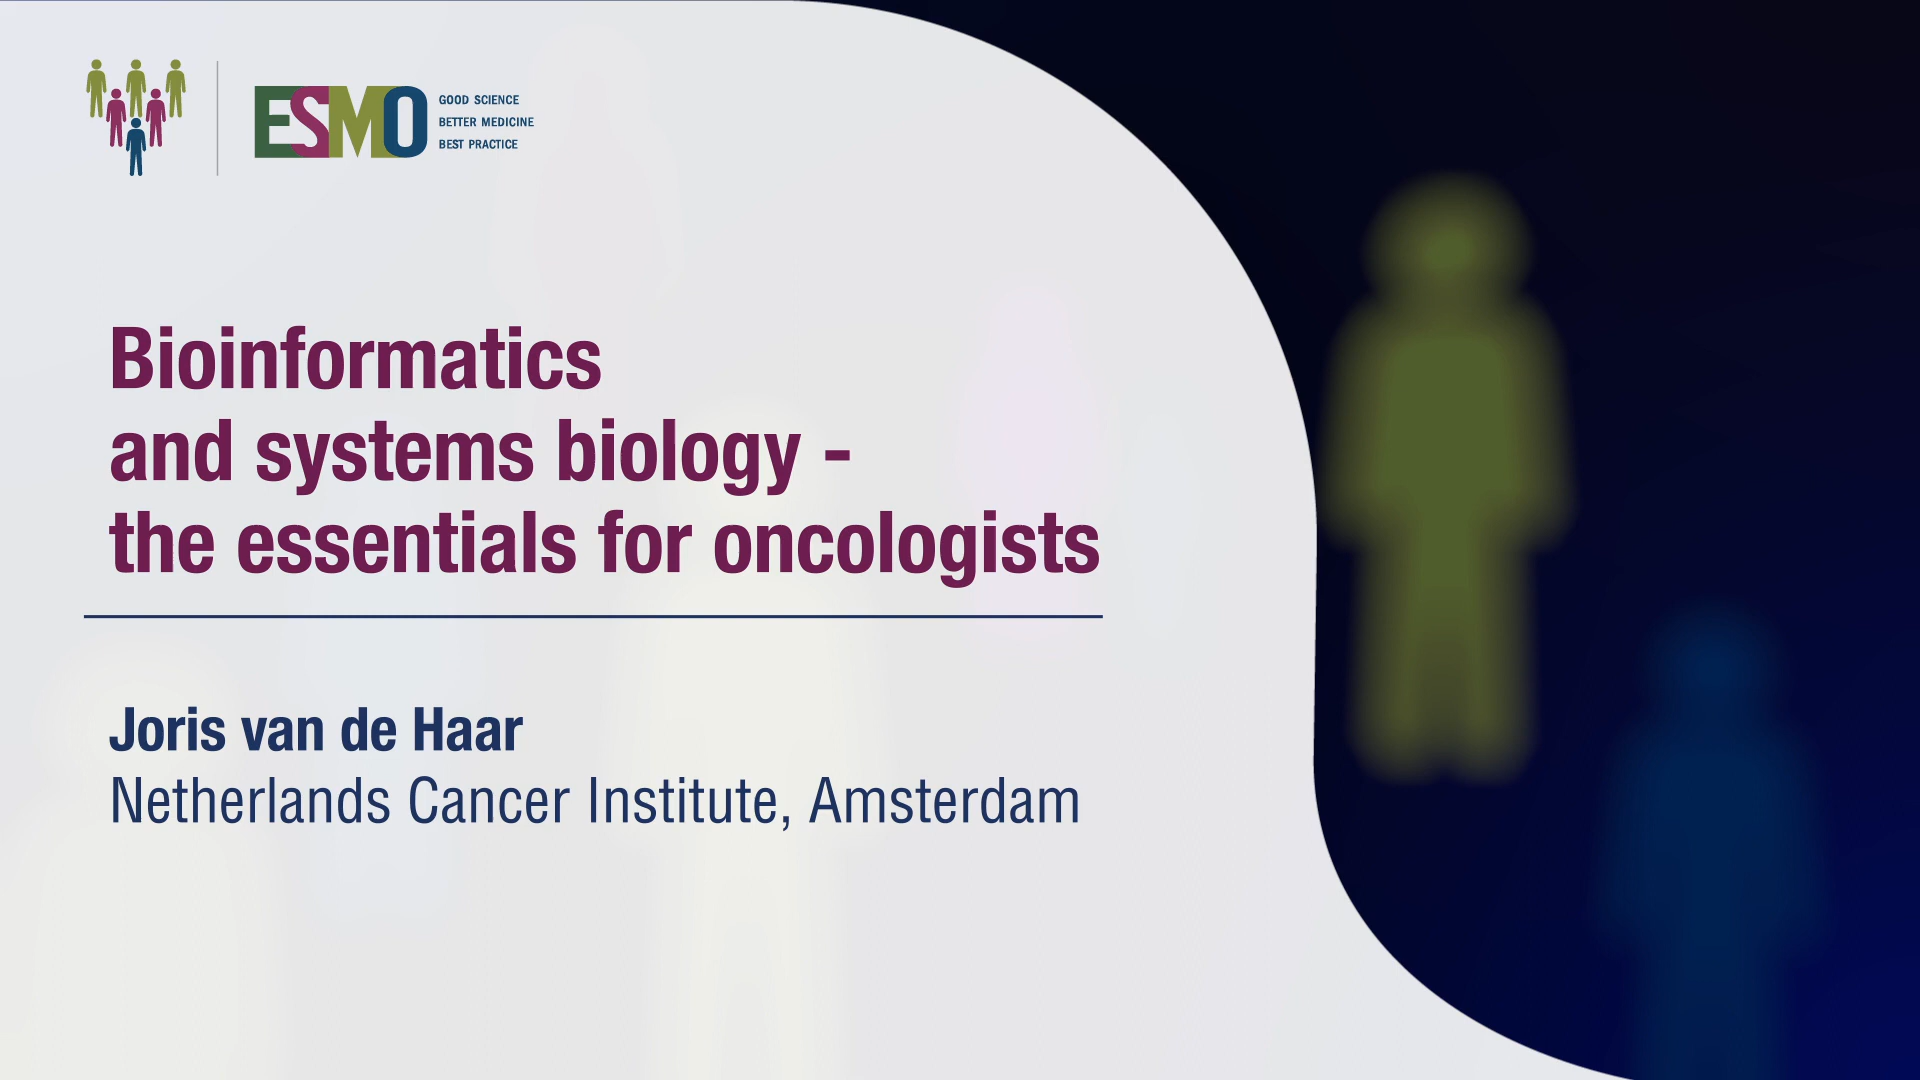 ESMO
GOOD SCIENCE
BETTER MEDICINE
BEST PRACTICE
Bioinformatics
and systems biology -
the essentials for oncologists
Joris van de Haar
Netherlands Cancer Institute, Amsterdam